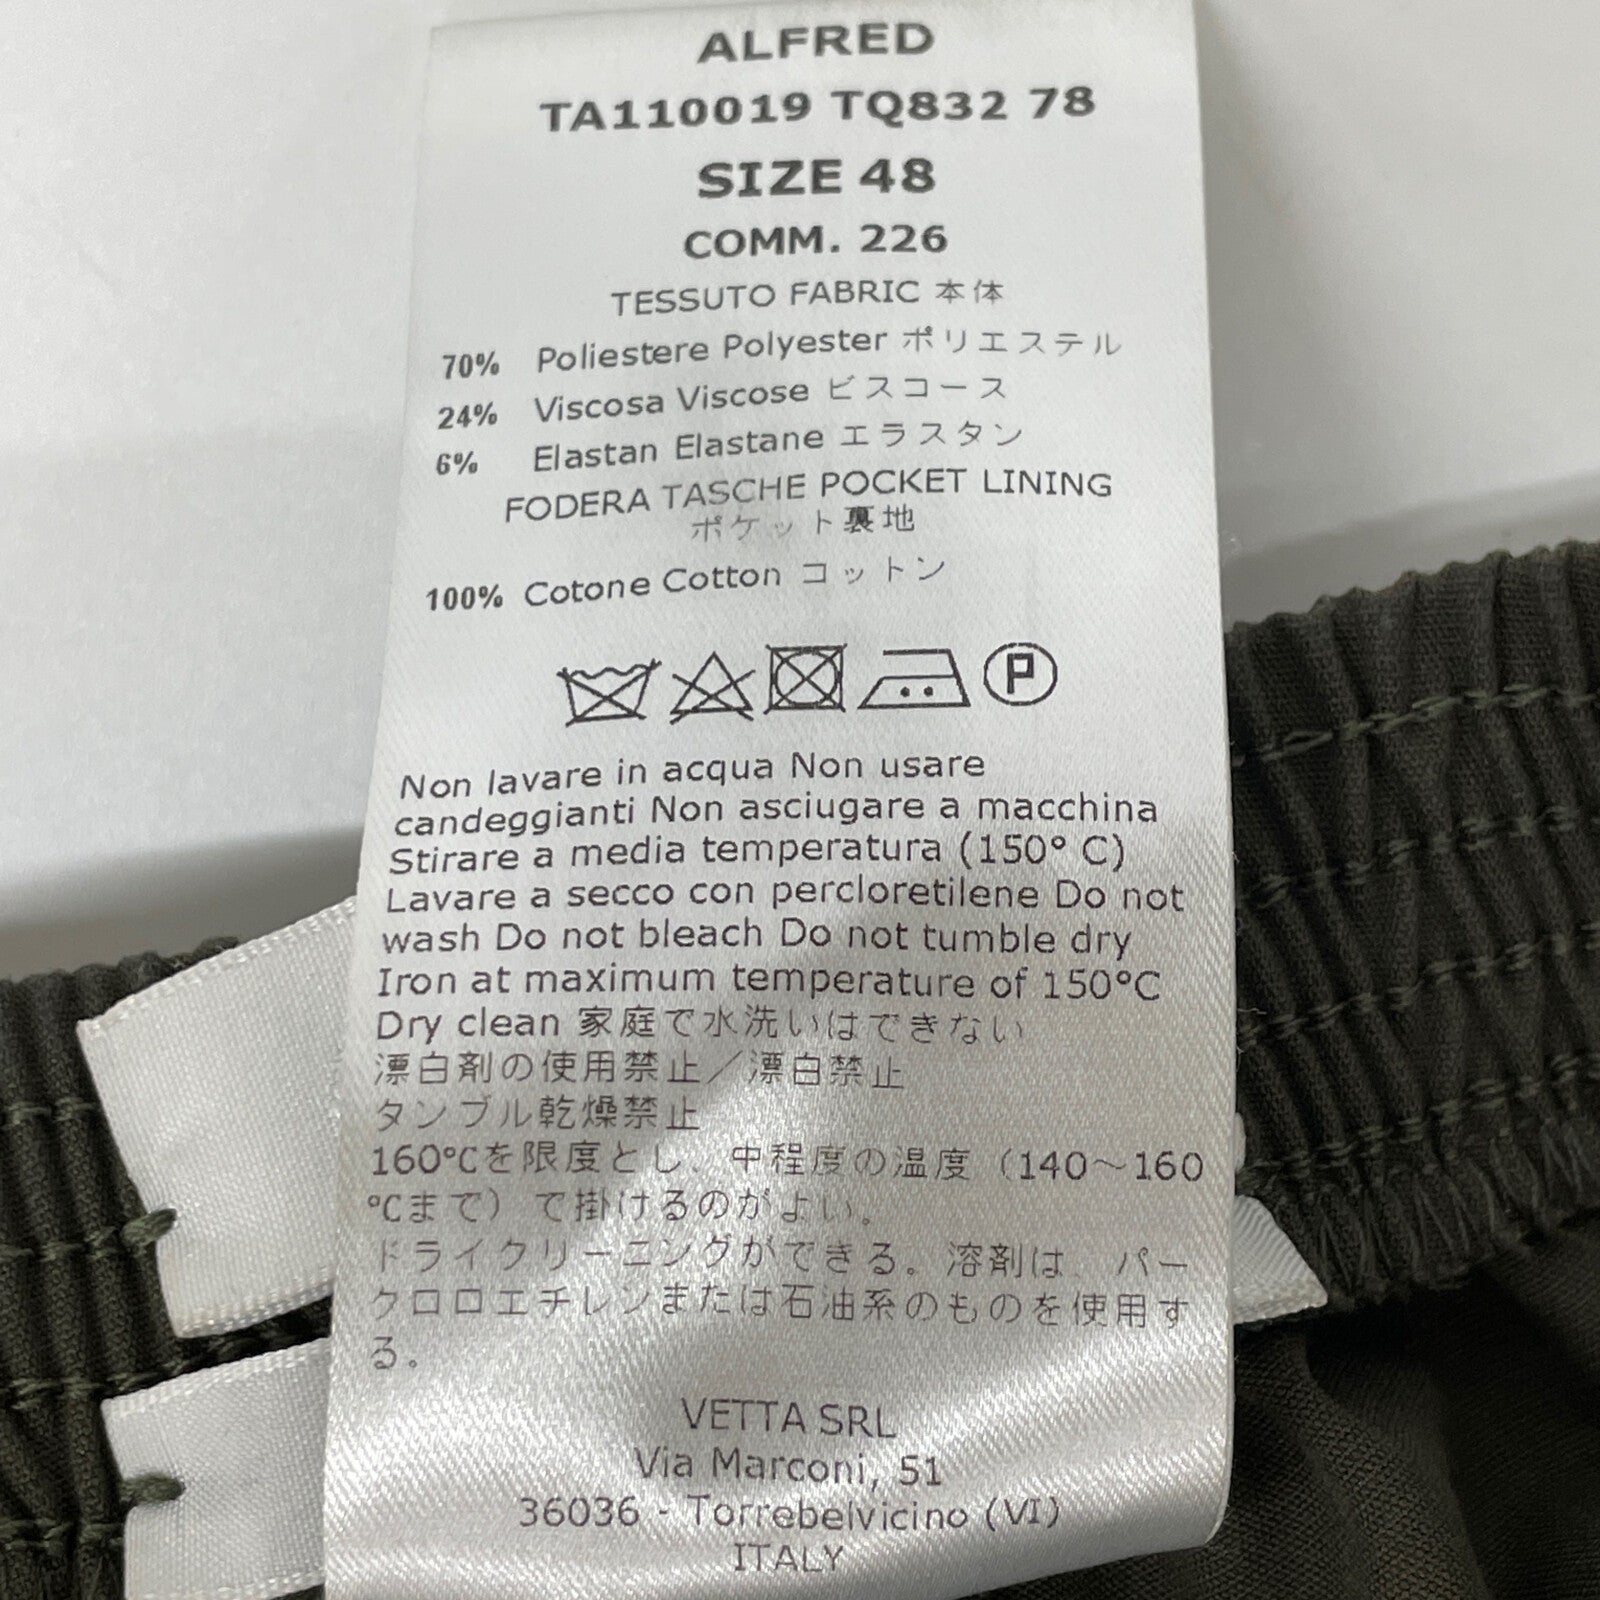 ALFRED
TA110019 TQ832 78
SIZE 48
COMM. 226
TESSUTO FABRIC 本体
70% Poliestere Polyester ポリエステル
24% Viscosa Viscose ビスコース
6% Elastan Elastane エラスタン
FODERA TASCHE POCKET LINING
ポケット裏地
100% Cotone Cotton コットン
P
Non lavare in acqua Non usare
candeggianti Non asciugare a macchina
Stirare a media temperatura (150° C)
Lavare a secco con percloretilene Do not
wash Do not bleach Do not tumble dry
Iron at maximum temperature of 150°C
Dry clean 家庭で水洗いはできない
漂白剤の使用禁止／漂白禁止
タンブル乾燥禁止
160℃を限度とし、中程度の温度（140～160
℃まで）で掛けるのがよい。
ドライクリーニングができる。溶剤は、パー
クロロエチレンまたは石油系のものを使用す
る。
VETTA SRL
Via Marconi, 51
36036 - Torrebelvicino (VI)
ITALY